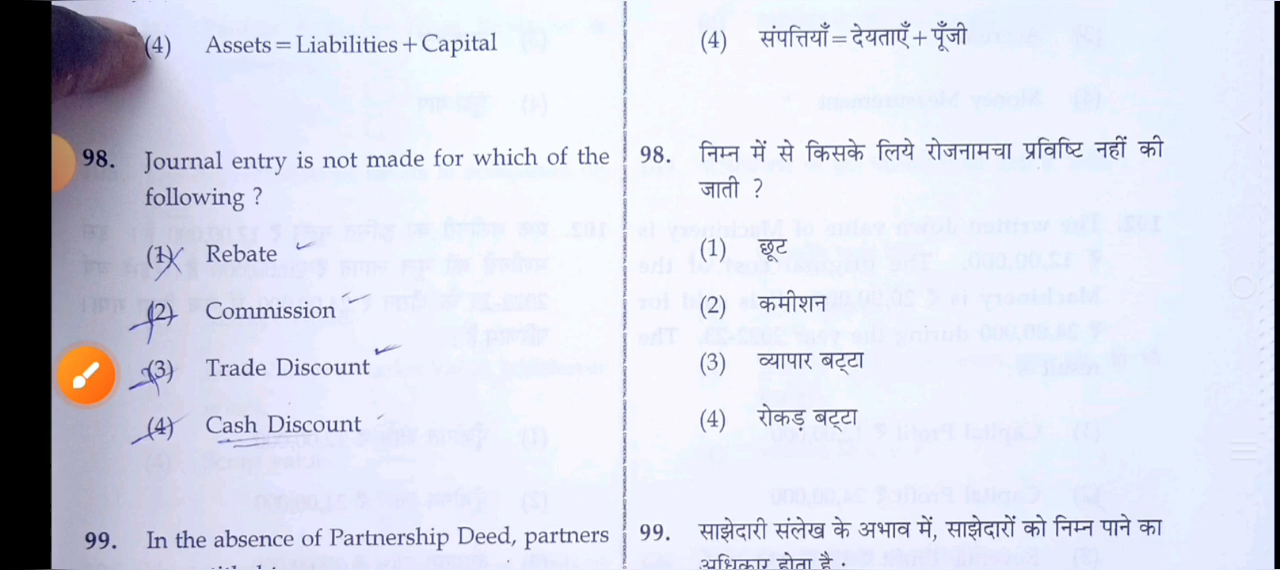 (4) Assets = Liabilities + Capital
98. Journal entry is not made for which of the
following ?
(1) Rebate
(2) Commission
(3) Trade Discount
(4) Cash Discount
99. In the absence of Partnership Deed, partners
(4) संपत्तियाँ = देयताएँ + पूँजी
98. निम्न में से किसके लिये रोजनामचा प्रविष्टि नहीं की
जाती ?
(1) छूट
(2) कमीशन
(3) व्यापार बट्टा
(4) रोकड़ बट्टा
99. साझेदारी संलेख के अभाव में, साझेदारों को निम्न पाने का
अधिकार होता है :